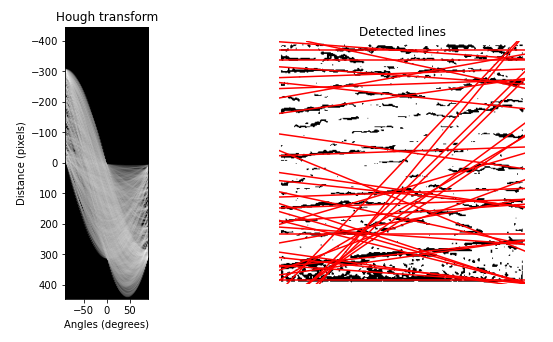 Hough transform
Detected lines
−400
−300
−200
−100
0
100
200
300
400
Distance (pixels)
−50 0 50
Angles (degrees)